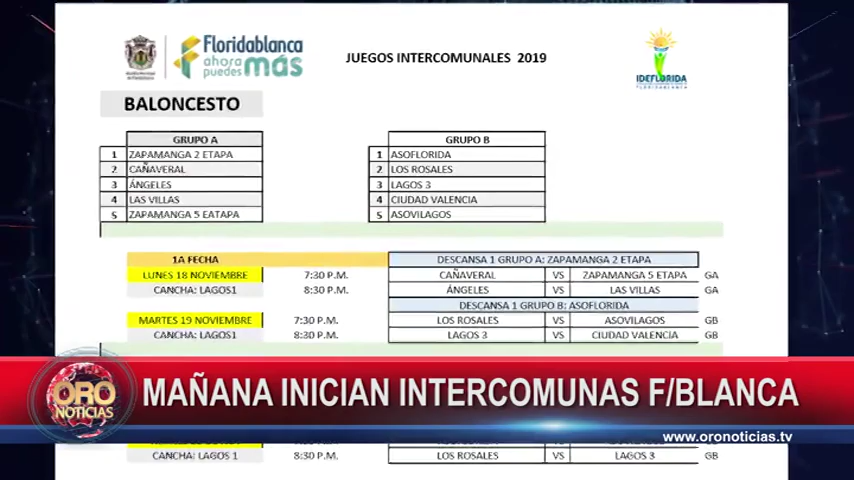 Floridablanca
ahora puedes más
JUEGOS INTERCOMUNALES 2019
IDEFLORIDA
FLORIDABLANCA
BALONCESTO
GRUPO A
1 ZAPAMANGA 2 ETAPA
2 CAÑAVERAL
3 ÁNGELES
4 LAS VILLAS
5 ZAPAMANGA 5 EATAPA
GRUPO B
1 ASOFLORIDA
2 LOS ROSALES
3 LAGOS 3
4 CIUDAD VALENCIA
5 ASOVILAGOS
1A FECHA DESCANSA 1 GRUPO A: ZAPAMANGA 2 ETAPA
LUNES 18 NOVIEMBRE 7:30 P.M. CAÑAVERAL VS ZAPAMANGA 5 ETAPA GA
CANCHA: LAGOS1 8:30 P.M. ÁNGELES VS LAS VILLAS GA
DESCANSA 1 GRUPO B: ASOFLORIDA
MARTES 19 NOVIEMBRE 7:30 P.M. LOS ROSALES VS ASOVILAGOS GB
CANCHA: LAGOS1 8:30 P.M. LAGOS 3 VS CIUDAD VALENCIA GB
ORO NOTICIAS
MAÑANA INICIAN INTERCOMUNAS F/BLANCA
www.oronoticias.tv
CANCHA: LAGOS 1 8:30 P.M. LOS ROSALES VS LAGOS 3 GB